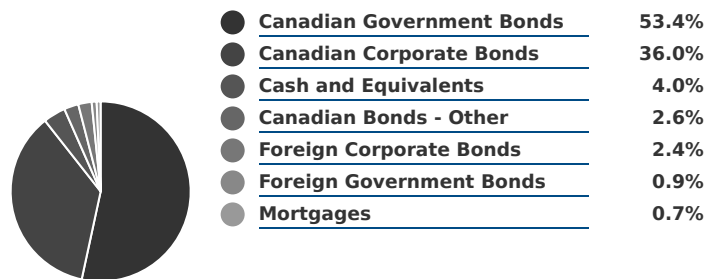 Canadian Government Bonds 53.4%
Canadian Corporate Bonds 36.0%
Cash and Equivalents 4.0%
Canadian Bonds - Other 2.6%
Foreign Corporate Bonds 2.4%
Foreign Government Bonds 0.9%
Mortgages 0.7%